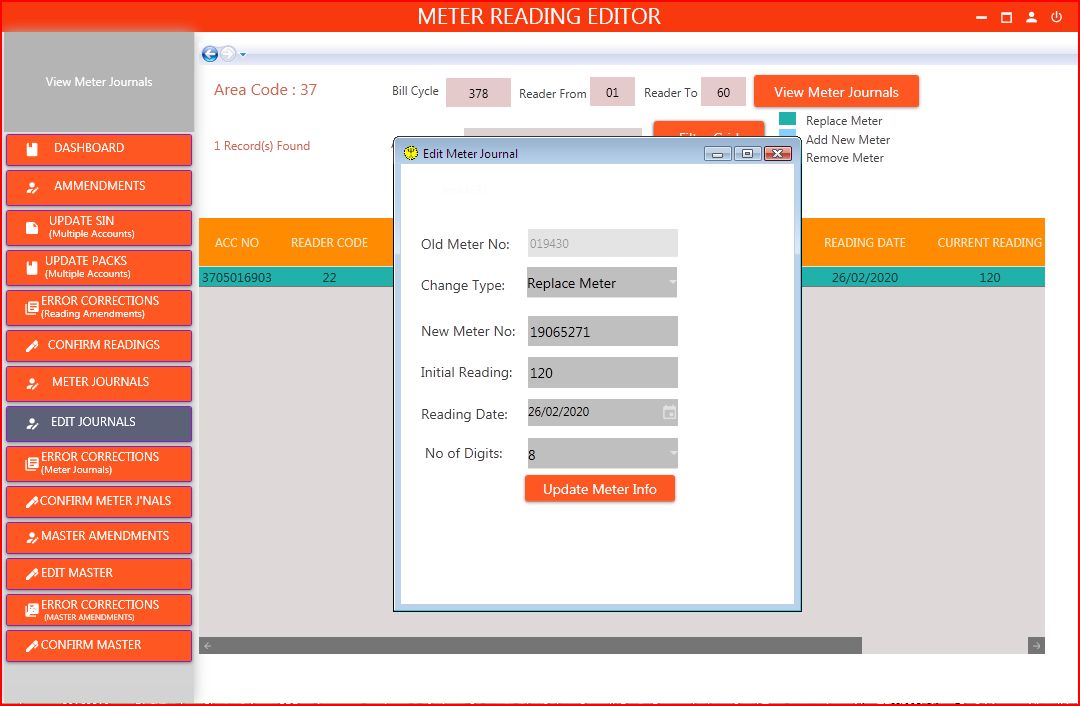 METER READING EDITOR
View Meter Journals
Area Code : 37
Bill Cycle 378 Reader From 01 Reader To 60 View Meter Journals
Replace Meter
Add New Meter
Remove Meter
1 Record(s) Found
DASHBOARD
AMMENDMENTS
UPDATE SIN
(Multiple Accounts)
UPDATE PACKS
(Multiple Accounts)
ERROR CORRECTIONS
(Reading Amendments)
CONFIRM READINGS
METER JOURNALS
EDIT JOURNALS
ERROR CORRECTIONS
(Meter Journals)
CONFIRM METER J'NALS
MASTER AMENDMENTS
EDIT MASTER
ERROR CORRECTIONS
(MASTER AMENDMENTS)
CONFIRM MASTER
ACC NO READER CODE READING DATE CURRENT READING
3705016903 22 26/02/2020 120
Edit Meter Journal
Old Meter No: 019430
Change Type: Replace Meter
New Meter No: 19065271
Initial Reading: 120
Reading Date: 26/02/2020
No of Digits: 8
Update Meter Info